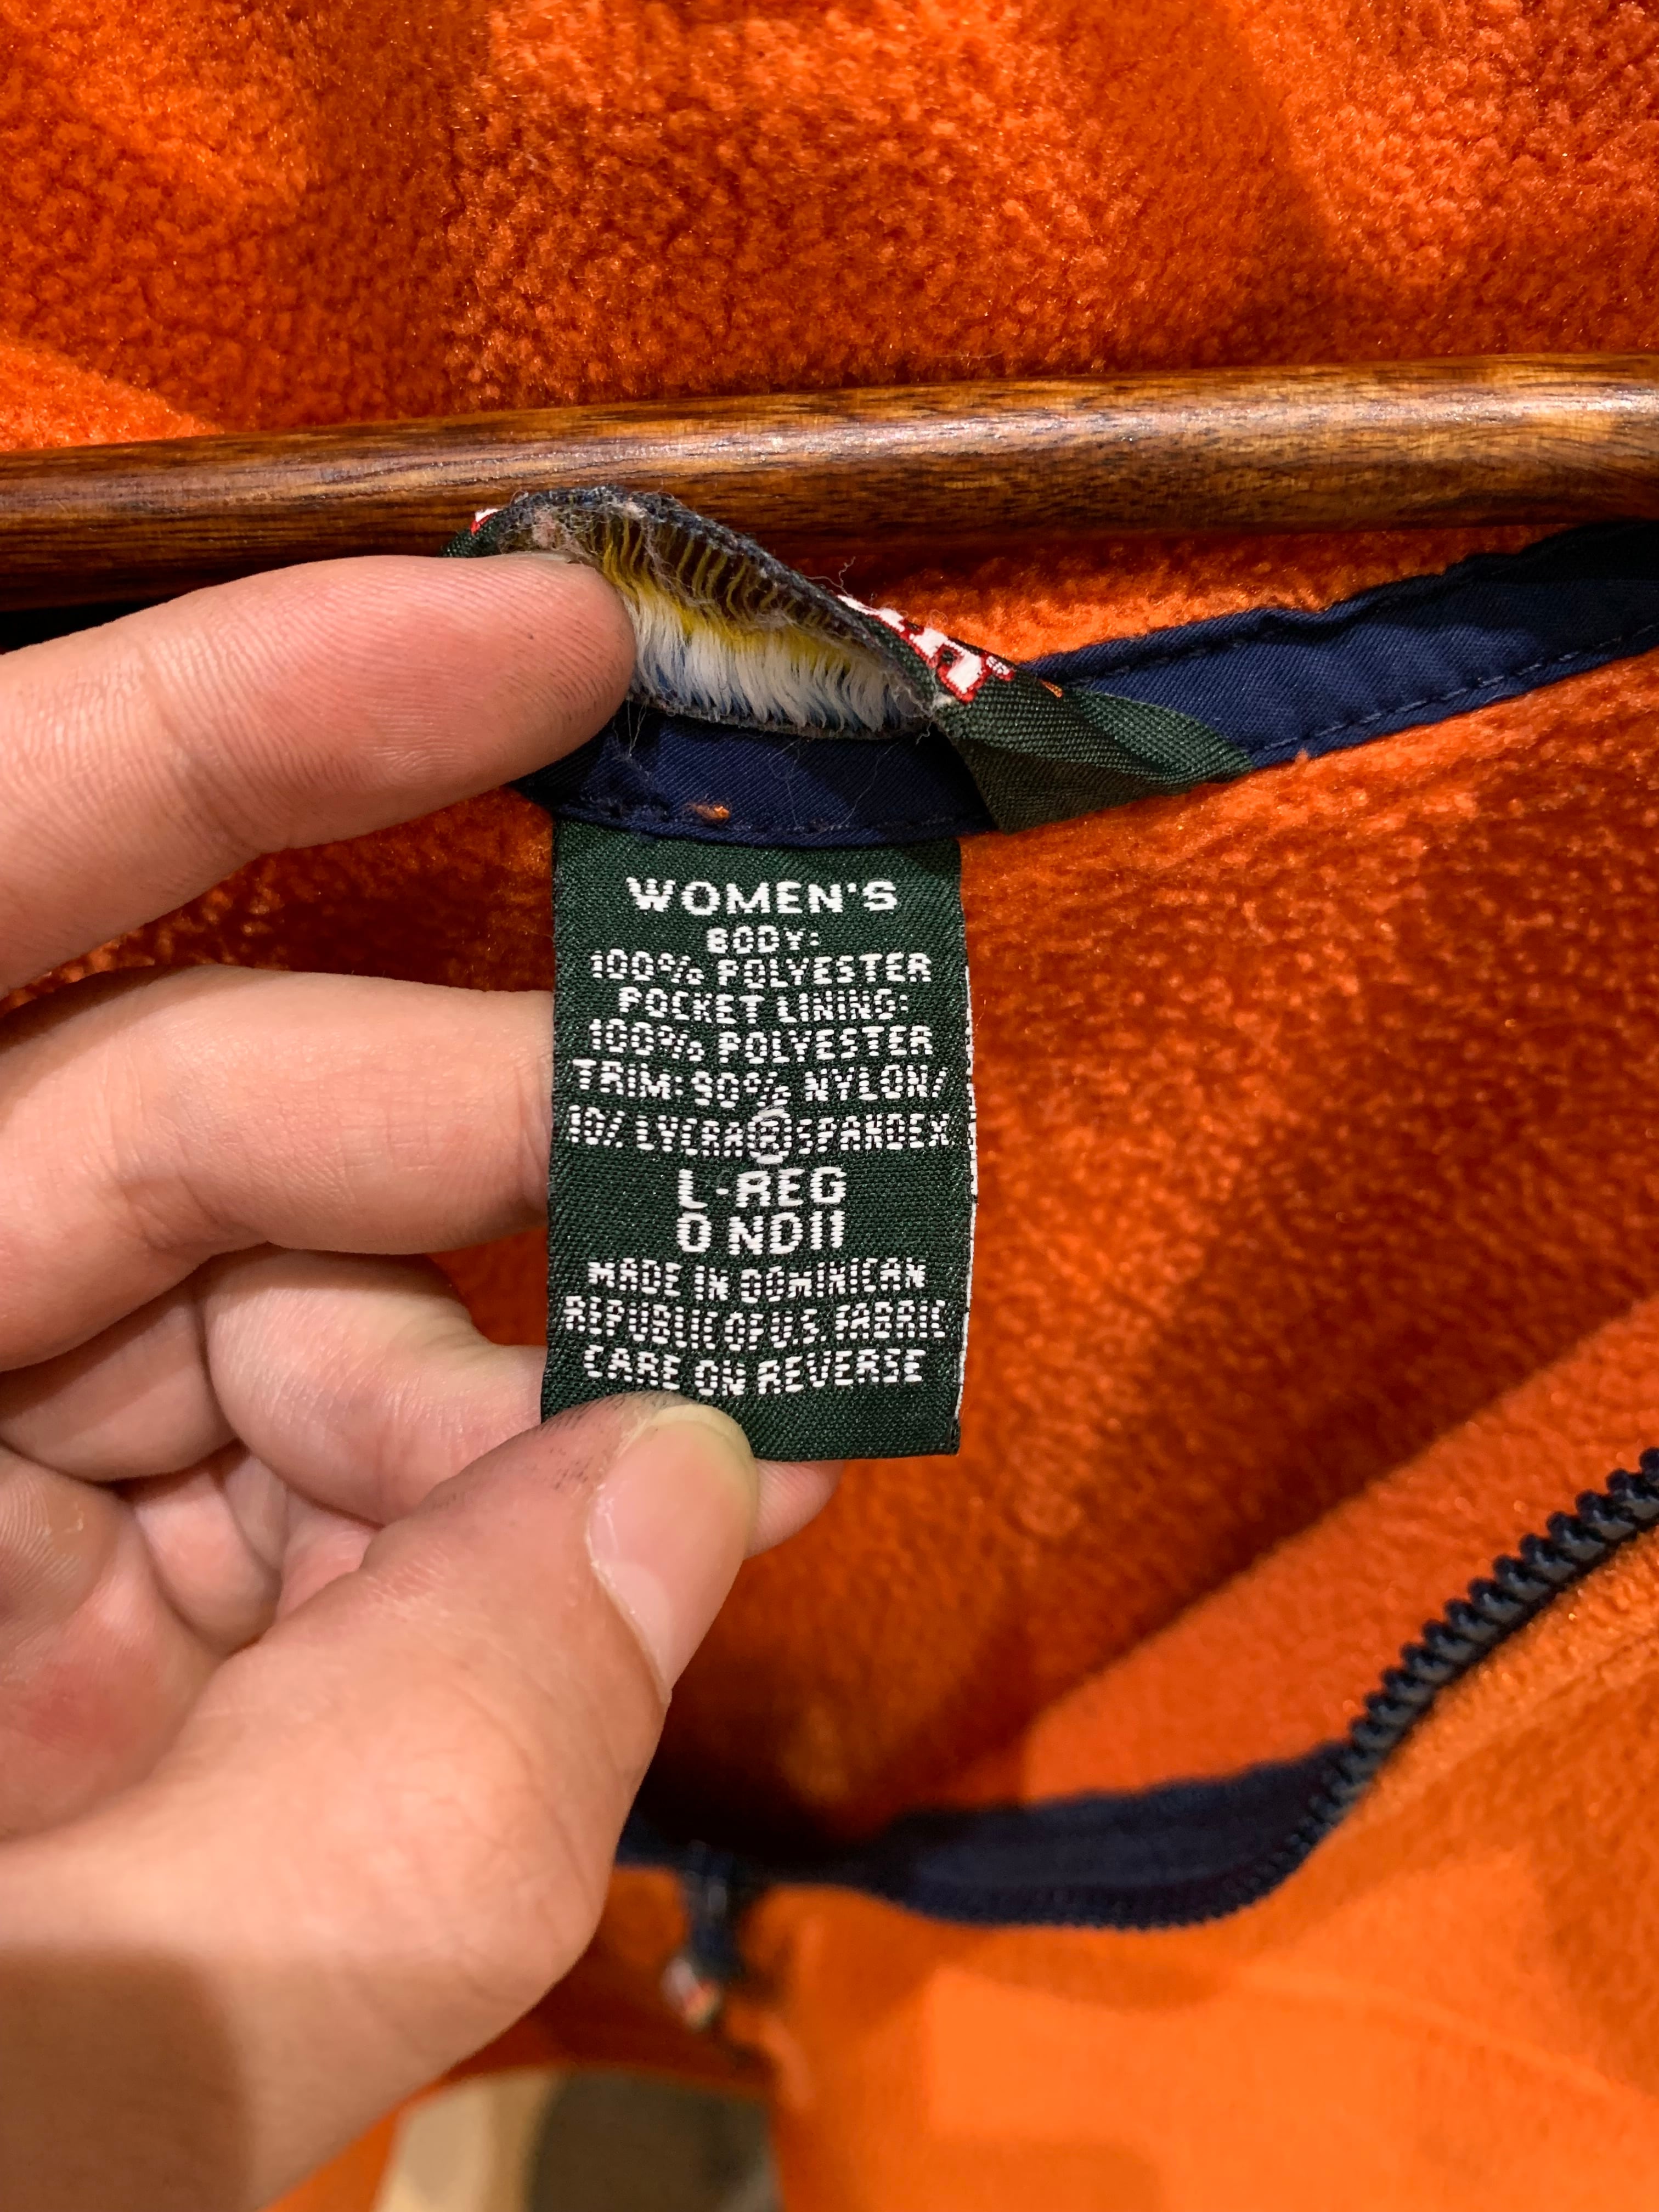 WOMEN'S
BODY:
100% POLYESTER
POCKET LINING:
100% POLYESTER
TRIM: 90% NYLON/
10% LYCRA® SPANDEX
L-REG
0 ND11
MADE IN DOMINICAN
REPUBLIC OF U.S. FABRIC
CARE ON REVERSE